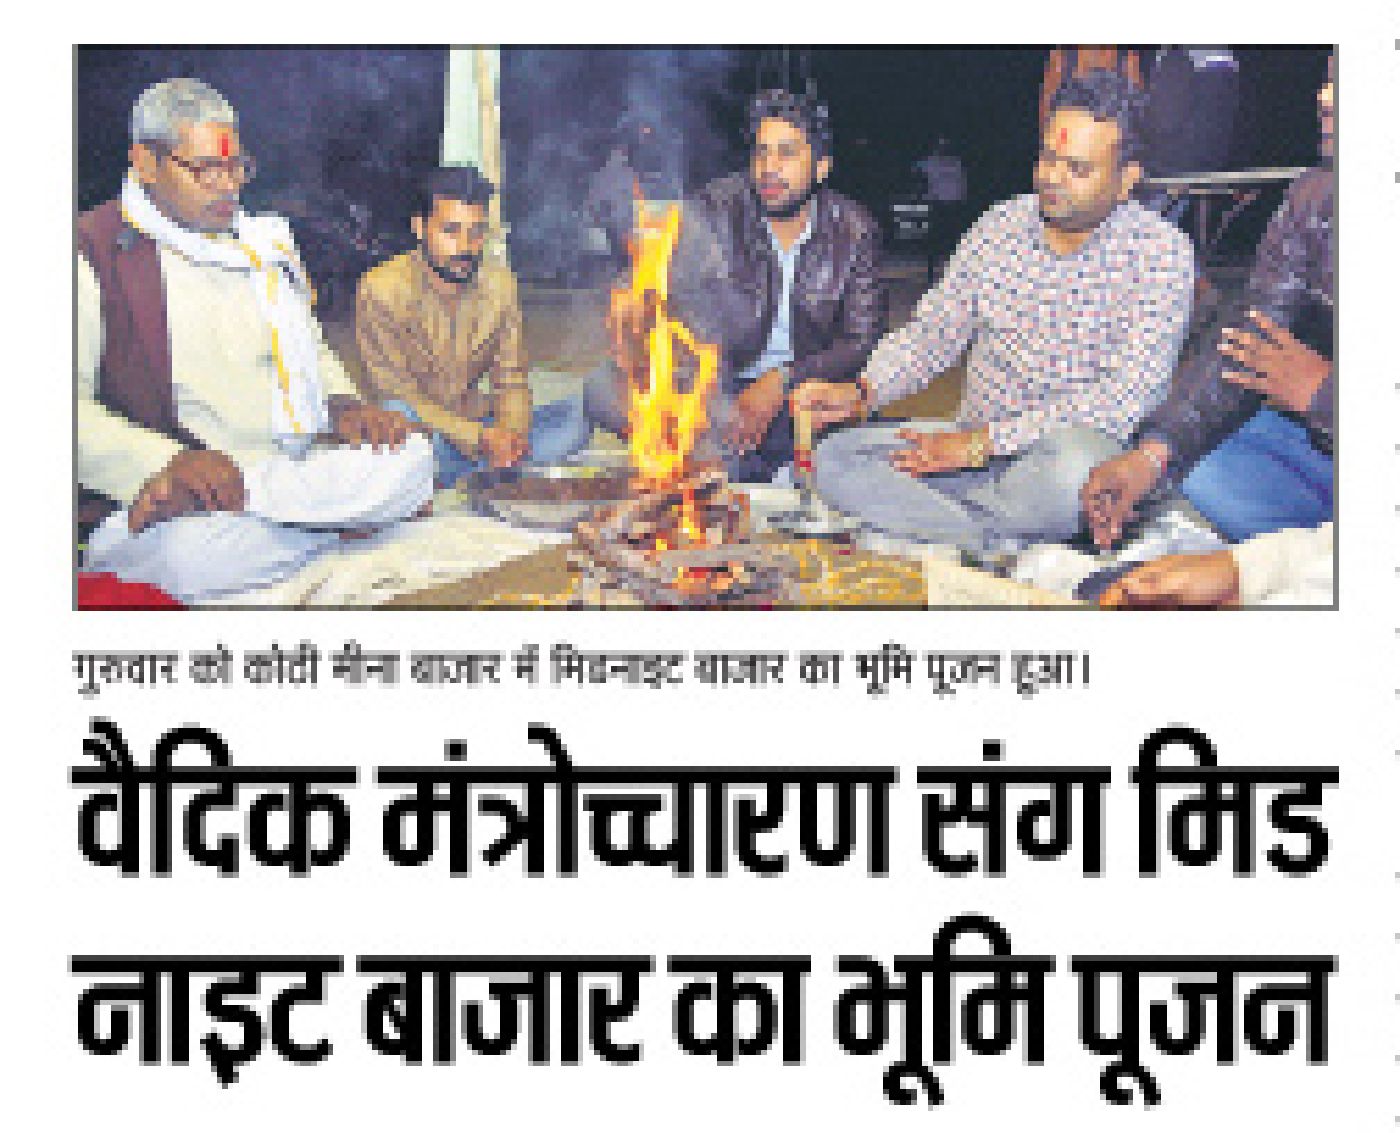 गुरुवार को कोठी मीना बाजार में मिडनाइट बाजार का भूमि पूजन हुआ।
वैदिक मंत्रोच्चारण संग मिड
नाइट बाजार का भूमि पूजन